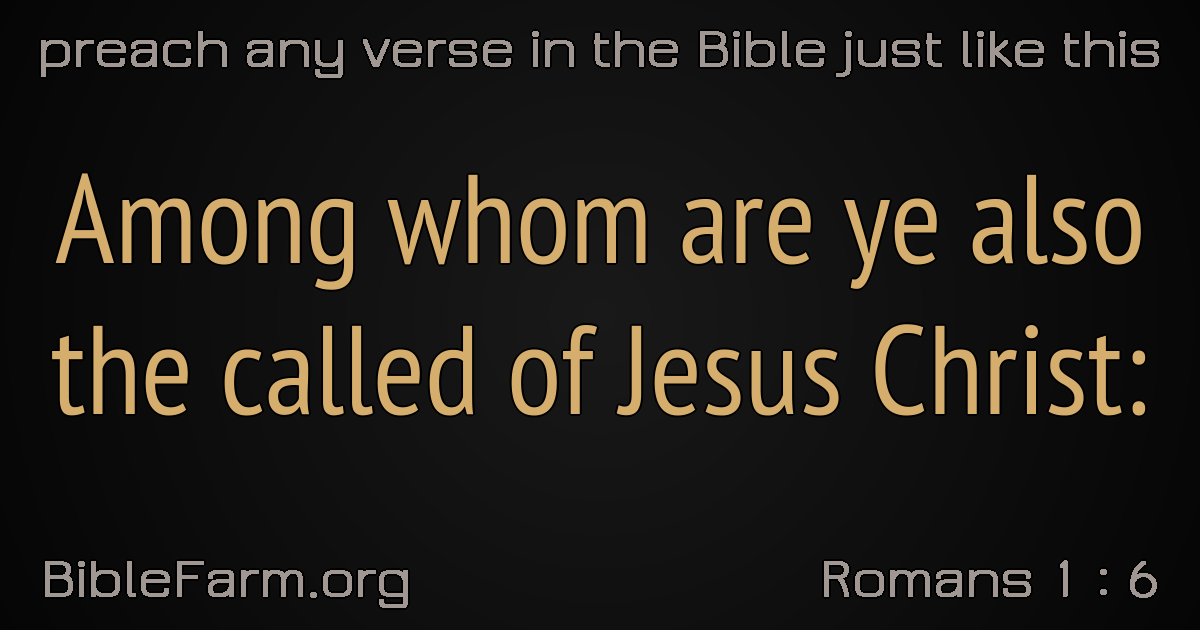 preach any verse in the Bible just like this
Among whom are ye also
the called of Jesus Christ:
BibleFarm.org
Romans 1 : 6